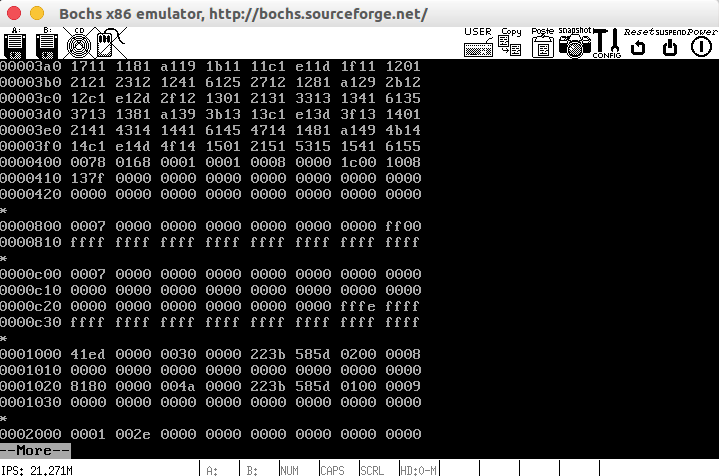 Bochs x86 emulator, http://bochs.sourceforge.net/
A: B: CD USER Copy Paste snapshot CONFIG Reset SUSPEND Power
00003a0 1711 1181 a119 1b11 11c1 e11d 1f11 1201
00003b0 2121 2312 1241 6125 2712 1281 a129 2b12
00003c0 12c1 e12d 2f12 1301 2131 3313 1341 6135
00003d0 3713 1381 a139 3b13 13c1 e13d 3f13 1401
00003e0 2141 4314 1441 6145 4714 1481 a149 4b14
00003f0 14c1 e14d 4f14 1501 2151 5315 1541 6155
0000400 0078 0168 0001 0001 0008 0000 1c00 1008
0000410 137f 0000 0000 0000 0000 0000 0000 0000
0000420 0000 0000 0000 0000 0000 0000 0000 0000
*
0000800 0007 0000 0000 0000 0000 0000 0000 ff00
0000810 ffff ffff ffff ffff ffff ffff ffff ffff
*
0000c00 0007 0000 0000 0000 0000 0000 0000 0000
0000c10 0000 0000 0000 0000 0000 0000 0000 0000
0000c20 0000 0000 0000 0000 0000 0000 fffe ffff
0000c30 ffff ffff ffff ffff ffff ffff ffff ffff
*
0001000 41ed 0000 0030 0000 223b 585d 0200 0008
0001010 0000 0000 0000 0000 0000 0000 0000 0000
0001020 8180 0000 004a 0000 223b 585d 0100 0009
0001030 0000 0000 0000 0000 0000 0000 0000 0000
*
0002000 0001 002e 0000 0000 0000 0000 0000 0000
--More--
IPS: 21.271M A: B: NUM CAPS SCRL HD:0-M